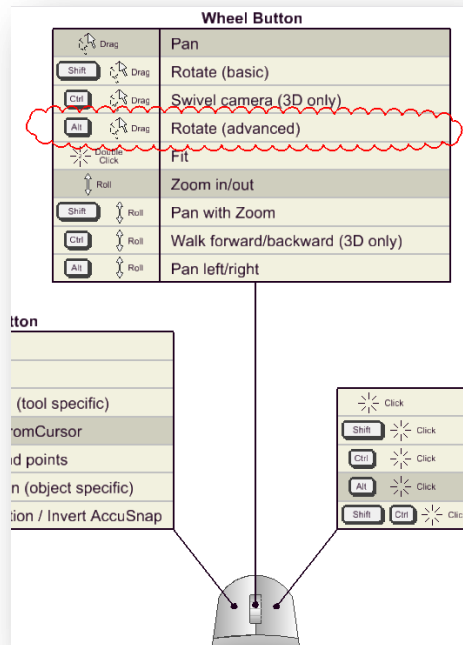 Wheel Button
Drag Pan
Shift Drag Rotate (basic)
Ctrl Drag Swivel camera (3D only)
Alt Drag Rotate (advanced)
Double Click Fit
Roll Zoom in/out
Shift Roll Pan with Zoom
Ctrl Roll Walk forward/backward (3D only)
Alt Roll Pan left/right
tton
(tool specific)
romCursor
d points
n (object specific)
tion / Invert AccuSnap
Click
Shift Click
Ctrl Click
Alt Click
Shift Ctrl Clic